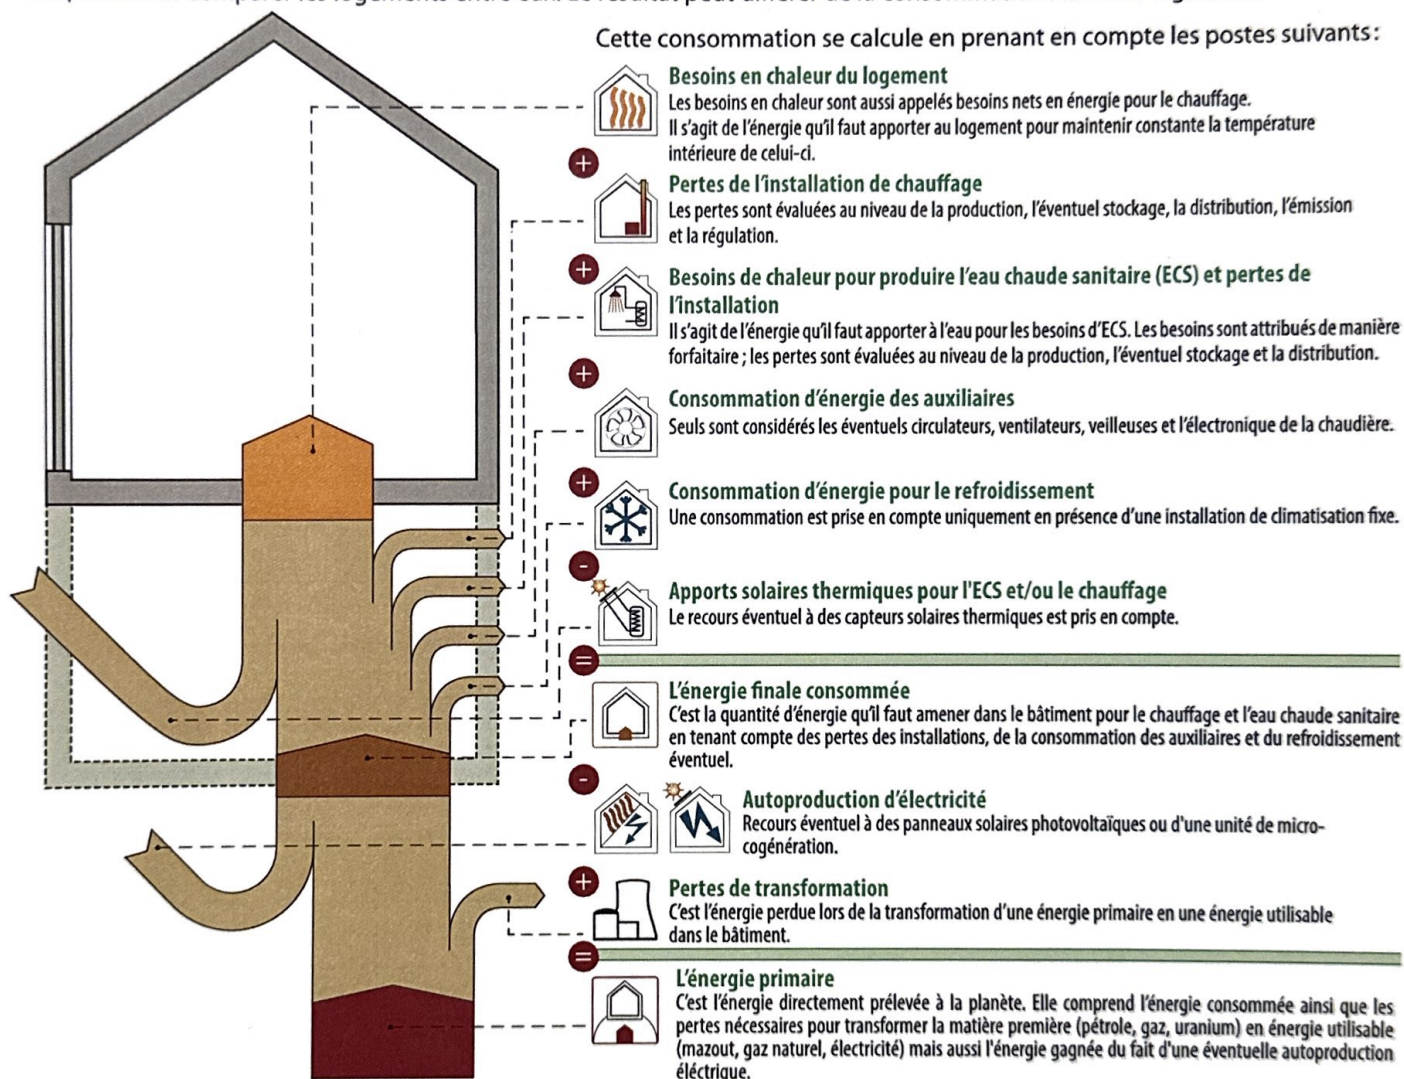 Cette consommation se calcule en prenant en compte les postes suivants :
Besoins en chaleur du logement
Les besoins en chaleur sont aussi appelés besoins nets en énergie pour le chauffage.
Il s'agit de l'énergie qu'il faut apporter au logement pour maintenir constante la température
intérieure de celui-ci.
+
Pertes de l'installation de chauffage
Les pertes sont évaluées au niveau de la production, l'éventuel stockage, la distribution, l'émission
et la régulation.
+
Besoins de chaleur pour produire l'eau chaude sanitaire (ECS) et pertes de
l'installation
Il s'agit de l'énergie qu'il faut apporter à l'eau pour les besoins d'ECS. Les besoins sont attribués de manière
forfaitaire ; les pertes sont évaluées au niveau de la production, l'éventuel stockage et la distribution.
+
Consommation d'énergie des auxiliaires
Seuls sont considérés les éventuels circulateurs, ventilateurs, veilleuses et l'électronique de la chaudière.
+
Consommation d'énergie pour le refroidissement
Une consommation est prise en compte uniquement en présence d'une installation de climatisation fixe.
-
Apports solaires thermiques pour l'ECS et/ou le chauffage
Le recours éventuel à des capteurs solaires thermiques est pris en compte.
=
L'énergie finale consommée
C'est la quantité d'énergie qu'il faut amener dans le bâtiment pour le chauffage et l'eau chaude sanitaire
en tenant compte des pertes des installations, de la consommation des auxiliaires et du refroidissement
éventuel.
-
Autoproduction d'électricité
Recours éventuel à des panneaux solaires photovoltaïques ou d'une unité de micro-
cogénération.
+
Pertes de transformation
C'est l'énergie perdue lors de la transformation d'une énergie primaire en une énergie utilisable
dans le bâtiment.
=
L'énergie primaire
C'est l'énergie directement prélevée à la planète. Elle comprend l'énergie consommée ainsi que les
pertes nécessaires pour transformer la matière première (pétrole, gaz, uranium) en énergie utilisable
(mazout, gaz naturel, électricité) mais aussi l'énergie gagnée du fait d'une éventuelle autoproduction
éléctrique.